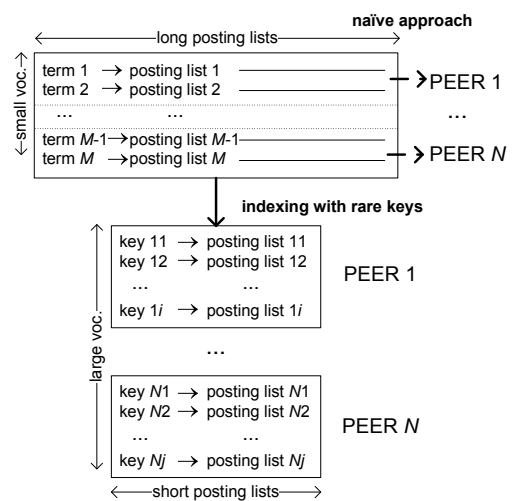 naïve approach
long posting lists
small voc.
term 1 → posting list 1
term 2 → posting list 2
... ...
term M-1 → posting list M-1
term M → posting list M
PEER 1
...
PEER N
indexing with rare keys
large voc.
key 11 → posting list 11
key 12 → posting list 12
... ...
key 1i → posting list 1i
PEER 1
...
key N1 → posting list N1
key N2 → posting list N2
... ...
key Nj → posting list Nj
PEER N
short posting lists